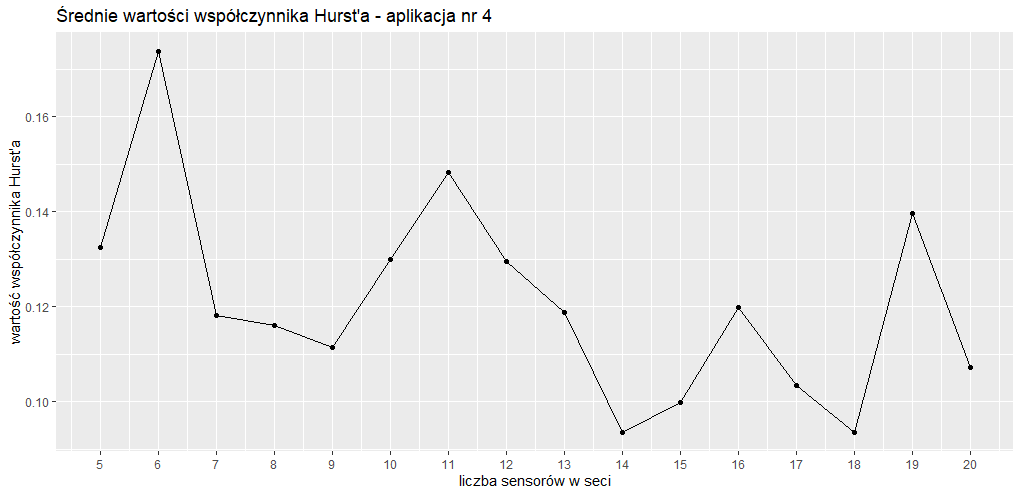 Średnie wartości współczynnika Hurst'a - aplikacja nr 4
wartość współczynnika Hurst'a
0.16
0.14
0.12
0.10
5 6 7 8 9 10 11 12 13 14 15 16 17 18 19 20
liczba sensorów w seci